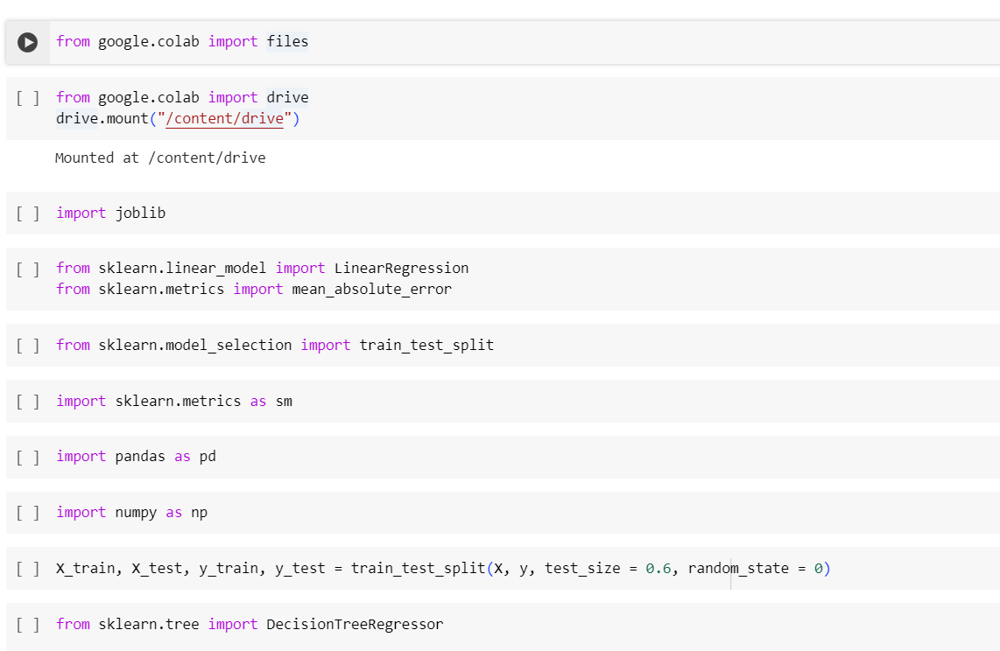 from google.colab import files
[ ] from google.colab import drive
drive.mount("/content/drive")
Mounted at /content/drive
[ ] import joblib
[ ] from sklearn.linear_model import LinearRegression
from sklearn.metrics import mean_absolute_error
[ ] from sklearn.model_selection import train_test_split
[ ] import sklearn.metrics as sm
[ ] import pandas as pd
[ ] import numpy as np
[ ] X_train, X_test, y_train, y_test = train_test_split(X, y, test_size = 0.6, random_state = 0)
[ ] from sklearn.tree import DecisionTreeRegressor